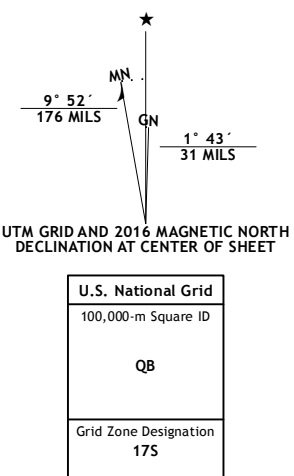 ★
MN
GN
9° 52´
176 MILS
1° 43´
31 MILS
UTM GRID AND 2016 MAGNETIC NORTH
DECLINATION AT CENTER OF SHEET
U.S. National Grid
100,000-m Square ID
QB
Grid Zone Designation
17S